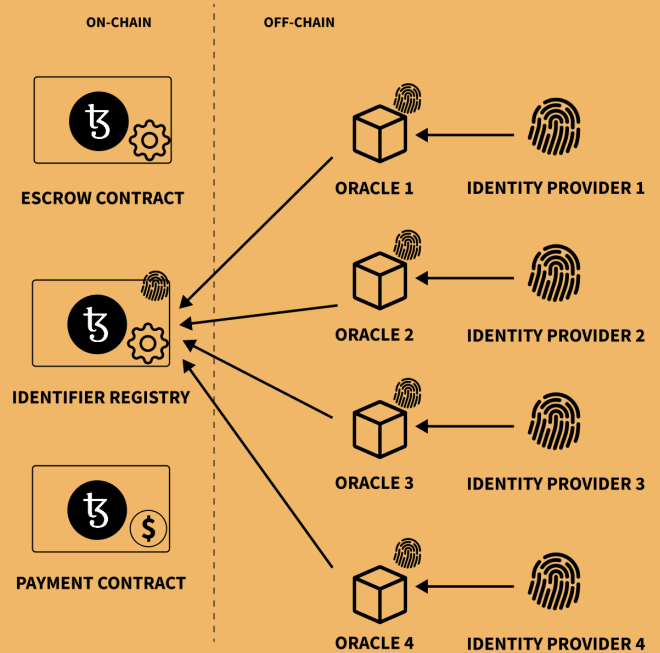 ON-CHAIN
OFF-CHAIN
ESCROW CONTRACT
ORACLE 1
IDENTITY PROVIDER 1
ORACLE 2
IDENTITY PROVIDER 2
IDENTIFIER REGISTRY
$
ORACLE 3
IDENTITY PROVIDER 3
PAYMENT CONTRACT
ORACLE 4
IDENTITY PROVIDER 4